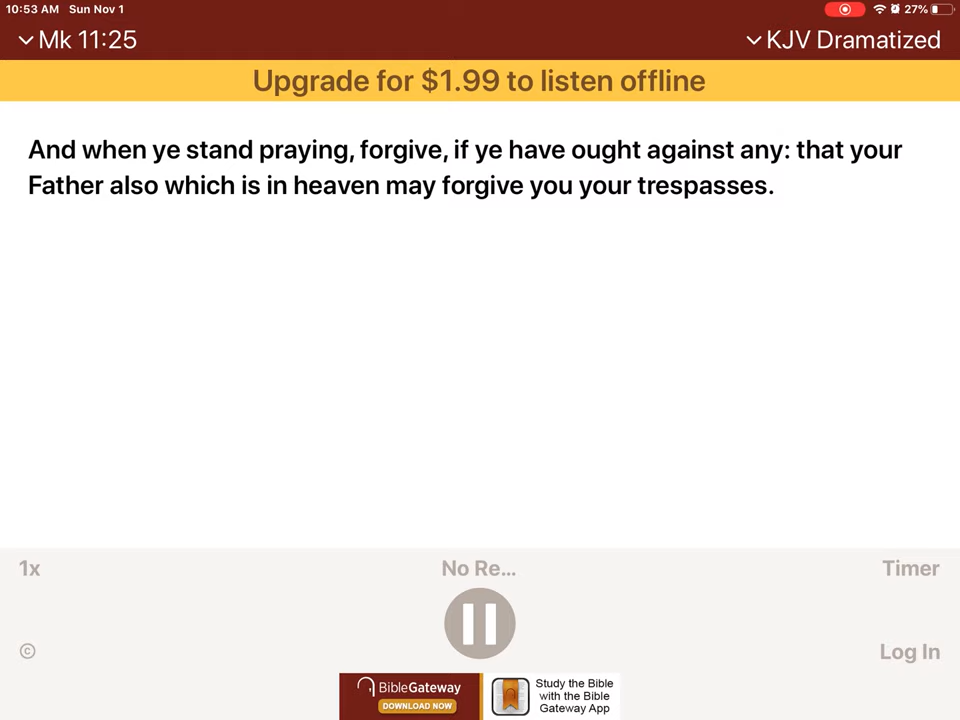 10:53 AM Sun Nov 1 27%
Mk 11:25 KJV Dramatized
Upgrade for $1.99 to listen offline
And when ye stand praying, forgive, if ye have ought against any: that your
Father also which is in heaven may forgive you your trespasses.
1x No Re... Timer
© Log In
BibleGateway
DOWNLOAD NOW
Study the Bible
with the Bible
Gateway App